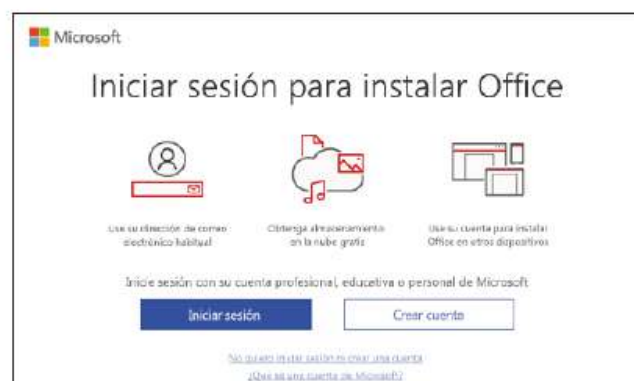 Microsoft
Iniciar sesión para instalar Office
Use su dirección de correo
electrónico habitual
Obtenga almacenamiento
en la nube gratis
Use su cuenta para instalar
Office en otros dispositivos
Inicie sesión con su cuenta profesional, educativa o personal de Microsoft
Iniciar sesión
Crear cuenta
No quiero iniciar sesión ni crear una cuenta
¿Qué es una cuenta de Microsoft?